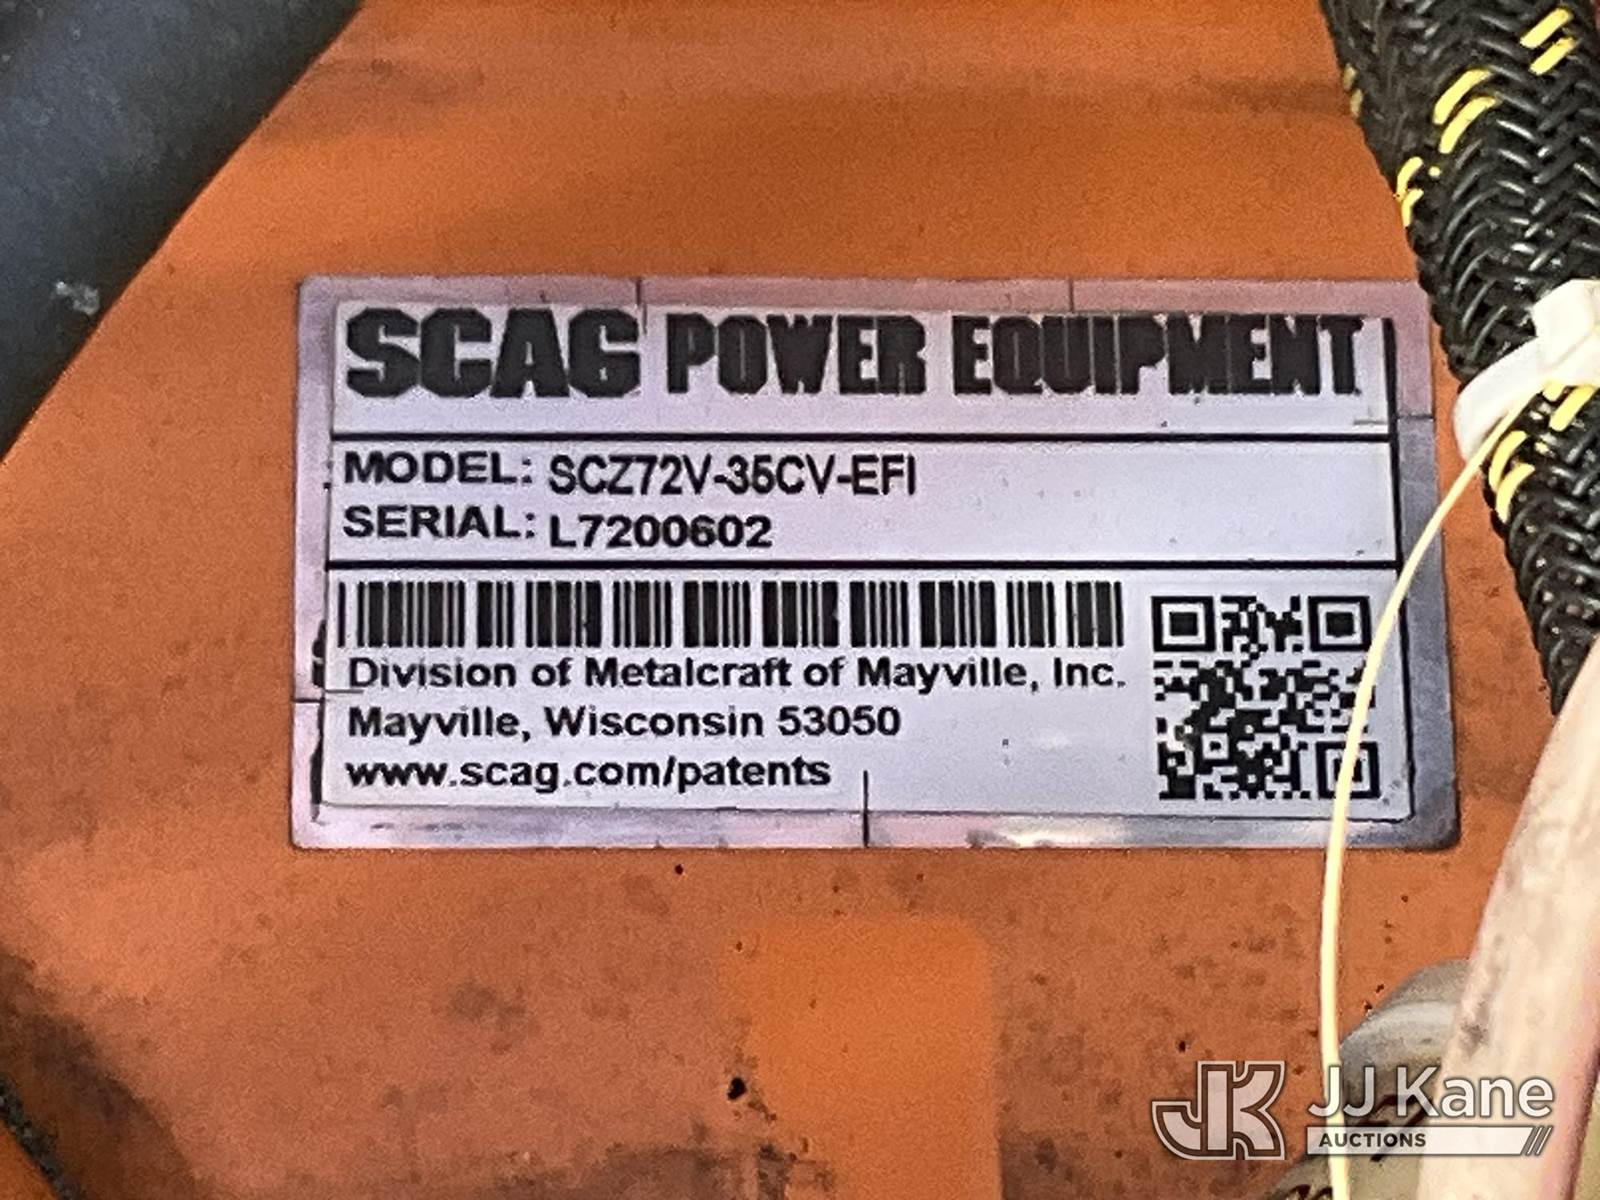 SCAG POWER EQUIPMENT
MODEL: SCZ72V-35CV-EFI
SERIAL: L7200602
Division of Metalcraft of Mayville, Inc.
Mayville, Wisconsin 53050
www.scag.com/patents
JK JJ Kane
AUCTIONS